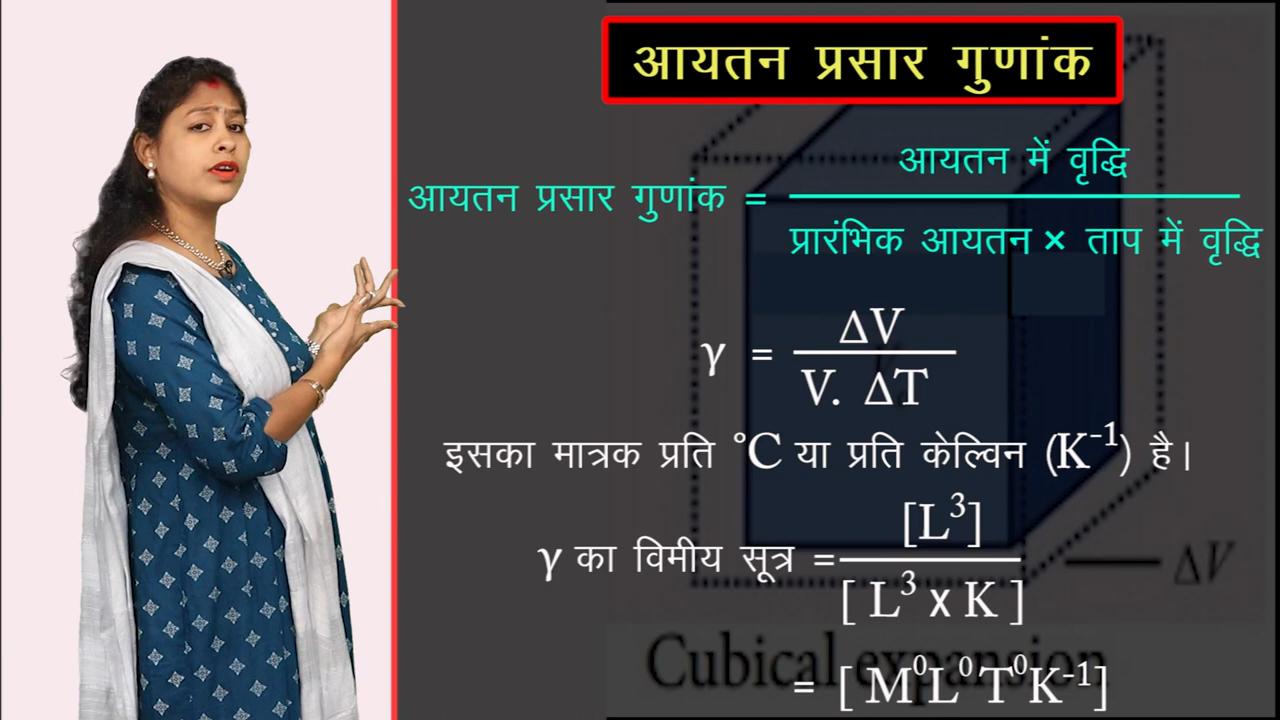 आयतन प्रसार गुणांक
आयतन प्रसार गुणांक = आयतन में वृद्धि / प्रारंभिक आयतन × ताप में वृद्धि
γ = ΔV / V. ΔT
इसका मात्रक प्रति °C या प्रति केल्विन (K⁻¹) है।
γ का विमीय सूत्र = [L³] / [ L³ x K ]
ΔV
Cubical expansion
= [ M⁰L⁰T⁰K⁻¹]